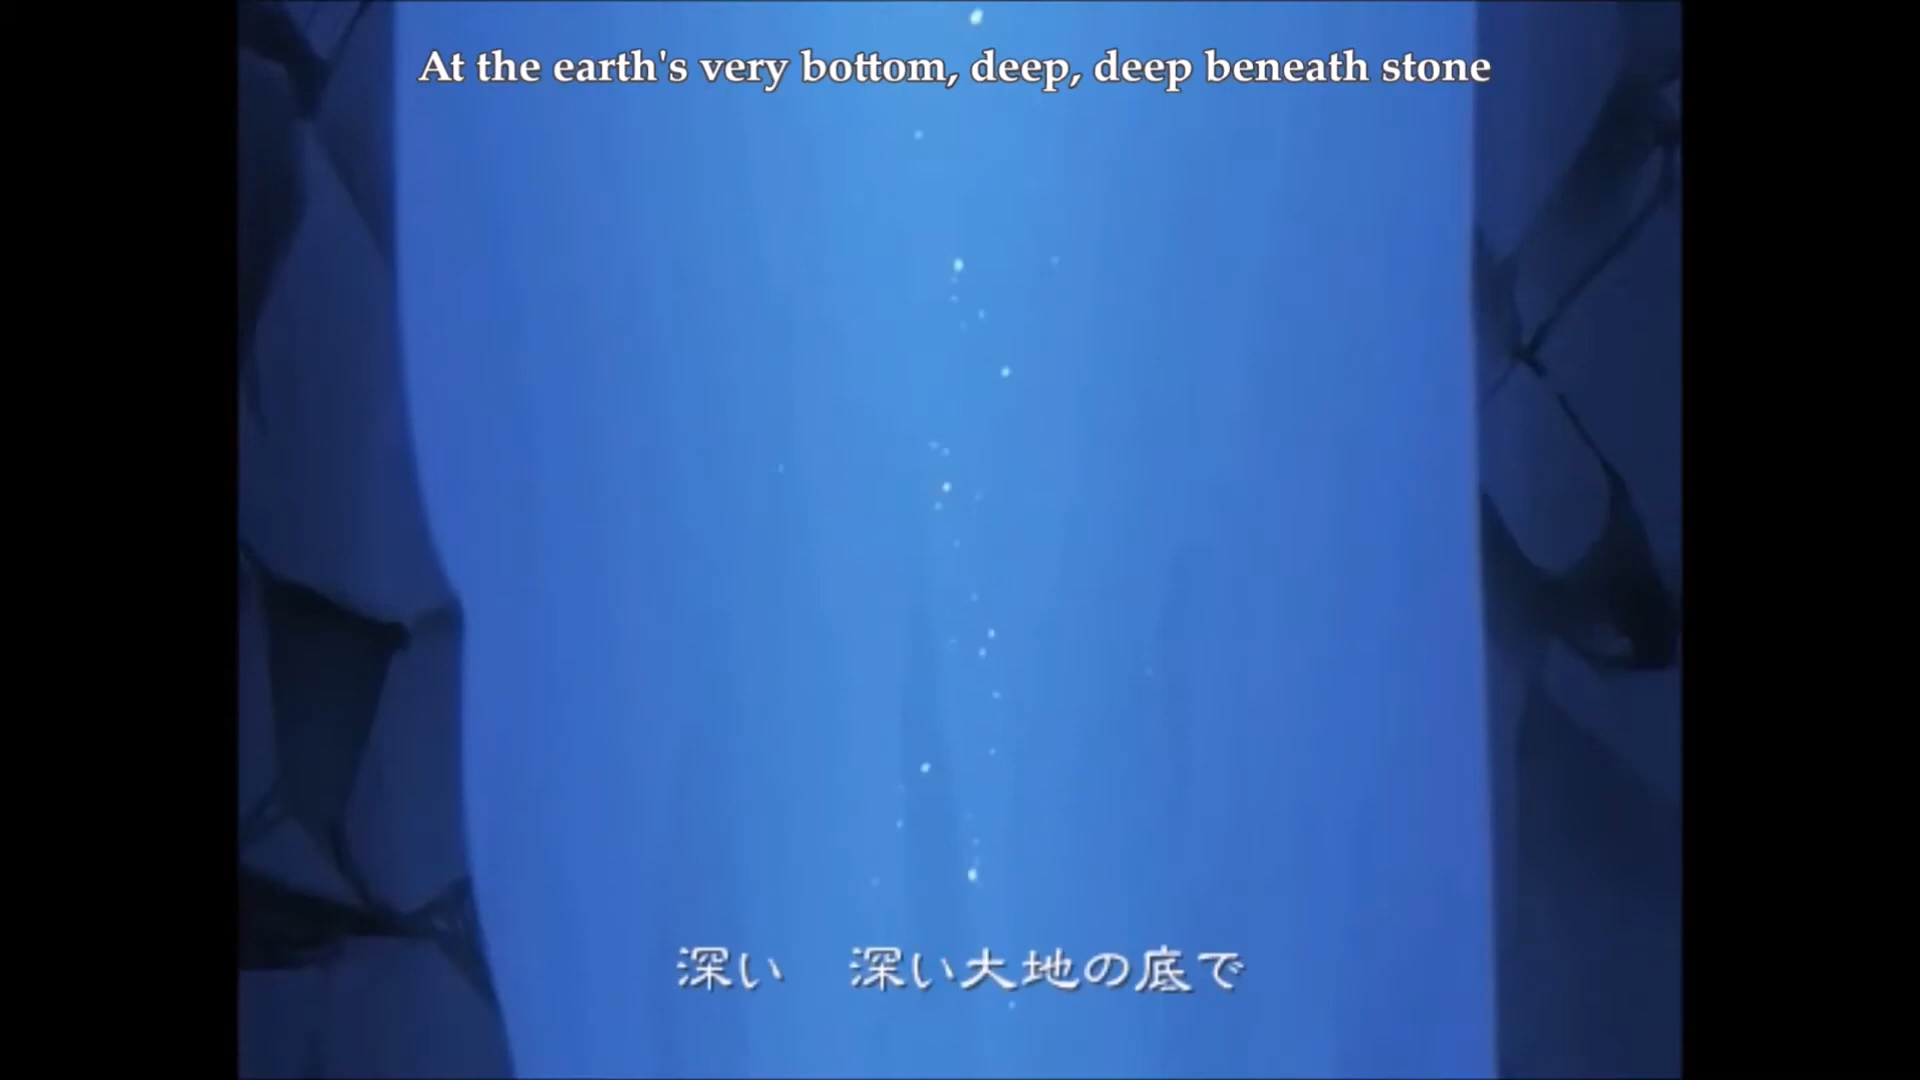 At the earth's very bottom, deep, deep beneath stone
深い　深い大地の底で